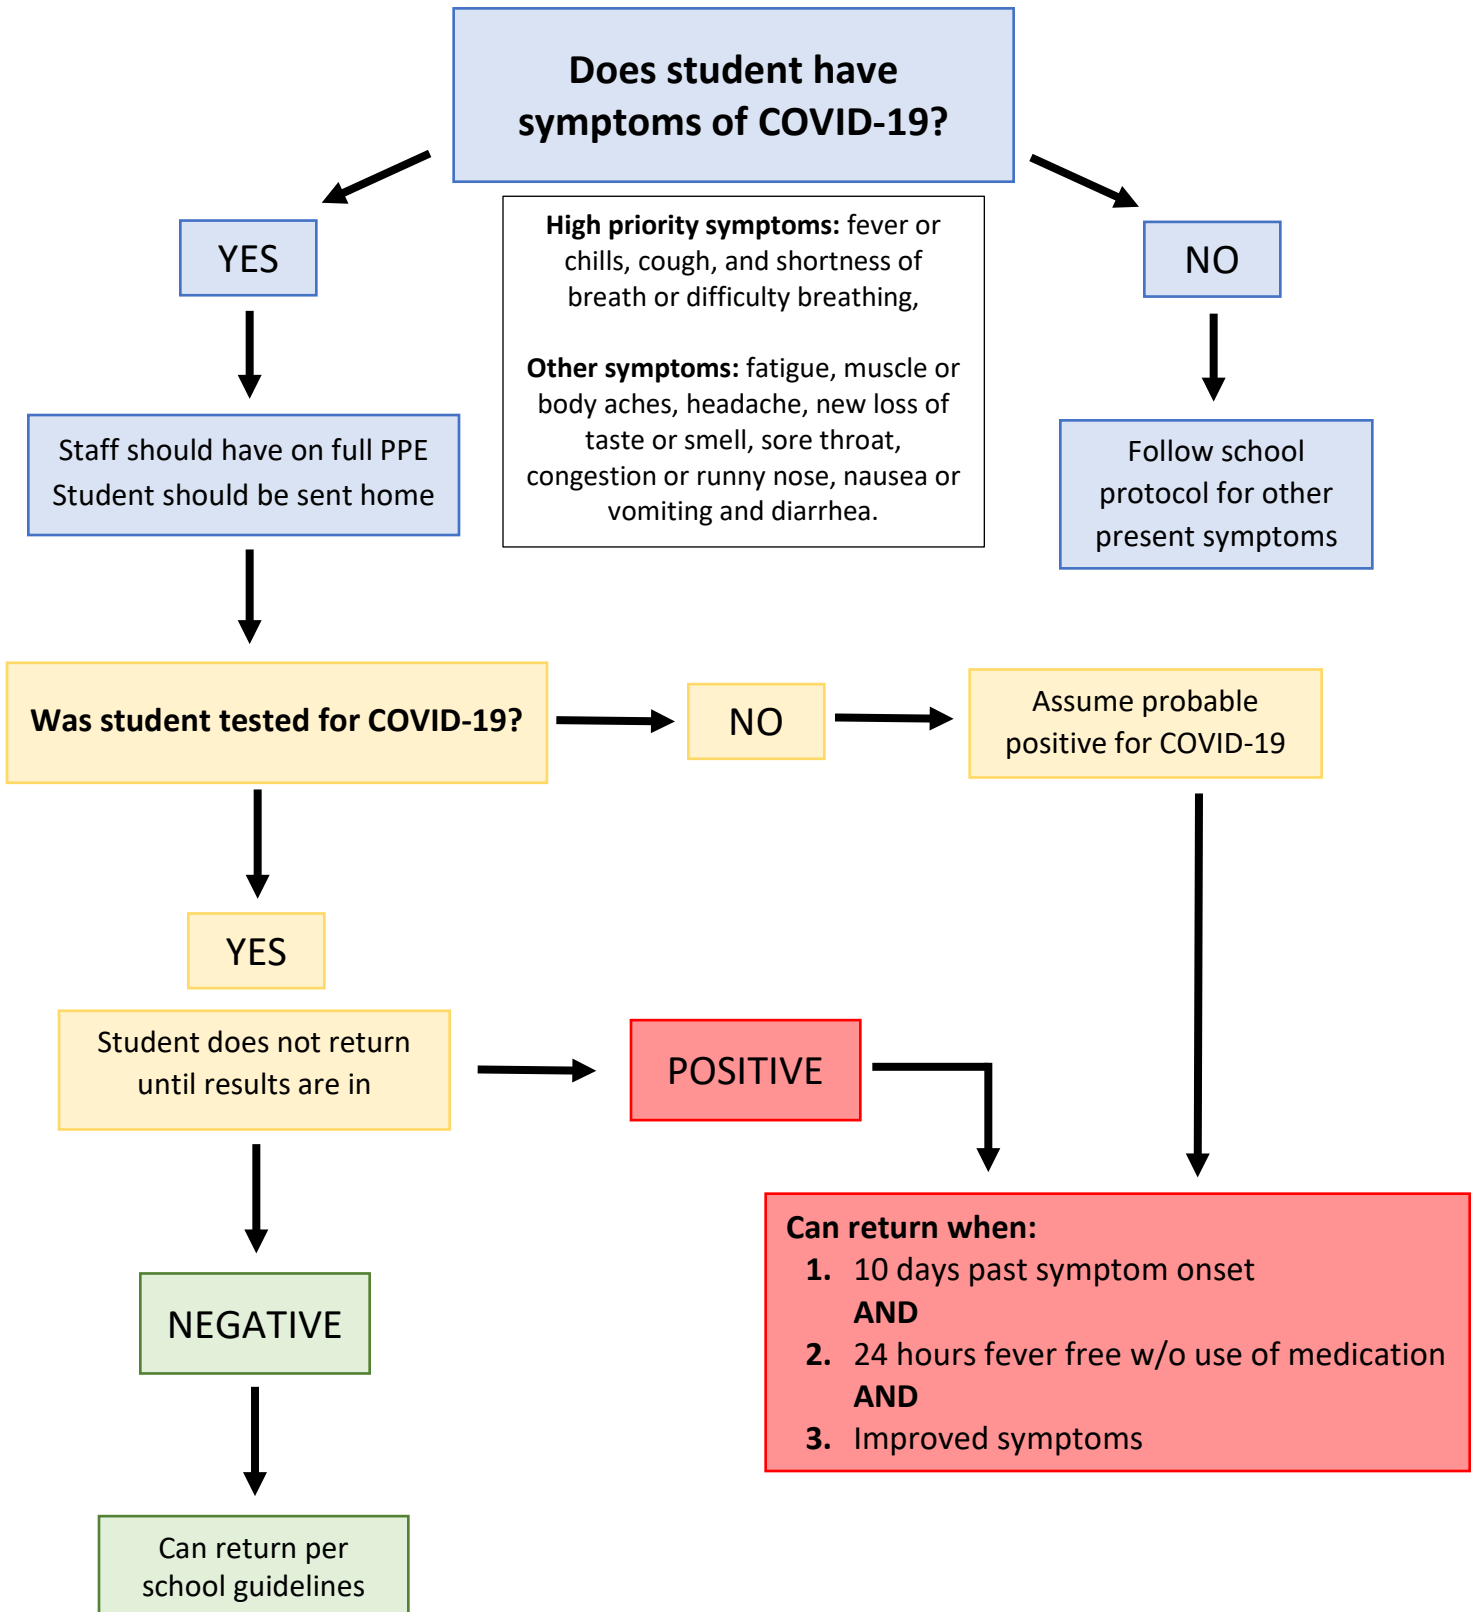 Does student have
symptoms of COVID-19?
YES
High priority symptoms: fever or
chills, cough, and shortness of
breath or difficulty breathing,
Other symptoms: fatigue, muscle or
body aches, headache, new loss of
taste or smell, sore throat,
congestion or runny nose, nausea or
vomiting and diarrhea.
NO
Staff should have on full PPE
Student should be sent home
Follow school
protocol for other
present symptoms
Was student tested for COVID-19?
NO
Assume probable
positive for COVID-19
YES
Student does not return
until results are in
POSITIVE
Can return when:
1. 10 days past symptom onset
AND
2. 24 hours fever free w/o use of medication
AND
3. Improved symptoms
NEGATIVE
Can return per
school guidelines